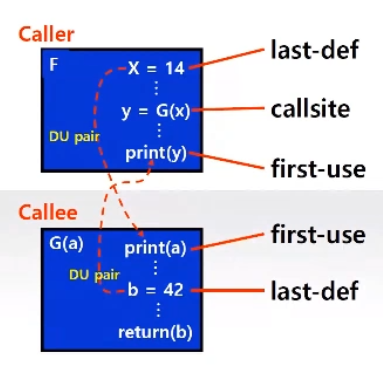 Caller
F
X = 14
last-def
y = G(x)
callsite
DU pair
print(y)
first-use
Callee
G(a)
print(a)
first-use
DU pair
b = 42
last-def
return(b)